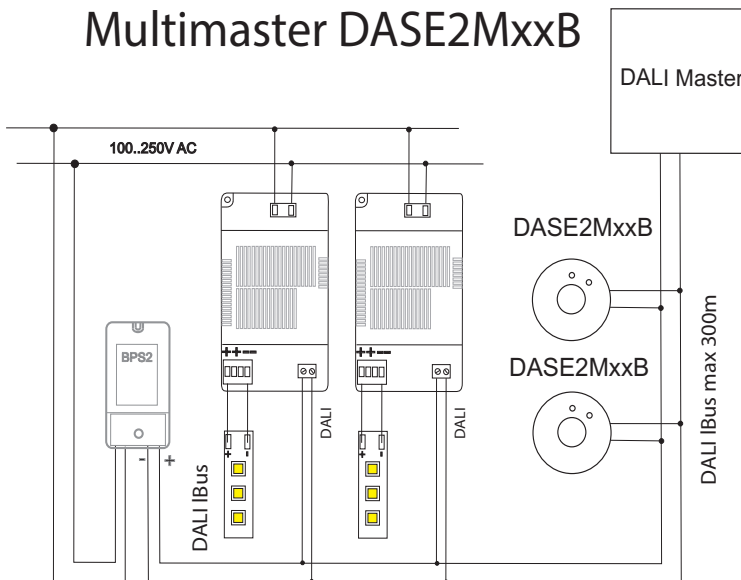 Multimaster DASE2MxxB
DALI Master
100..250V AC
DASE2MxxB
BPS2
- +
++--
++--
DASE2MxxB
DALI
DALI
+ -
+ -
DALI IBus
DALI IBus max 300m